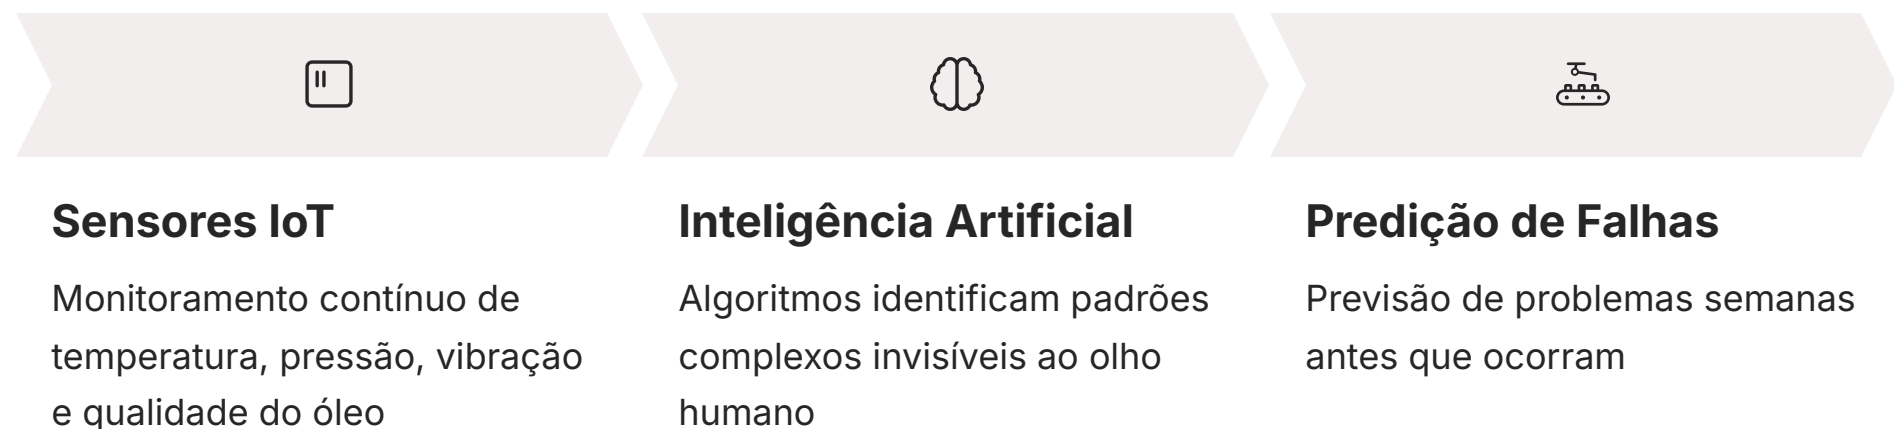 Sensores IoT
Monitoramento contínuo de
temperatura, pressão, vibração
e qualidade do óleo
Inteligência Artificial
Algoritmos identificam padrões
complexos invisíveis ao olho
humano
Predição de Falhas
Previsão de problemas semanas
antes que ocorram